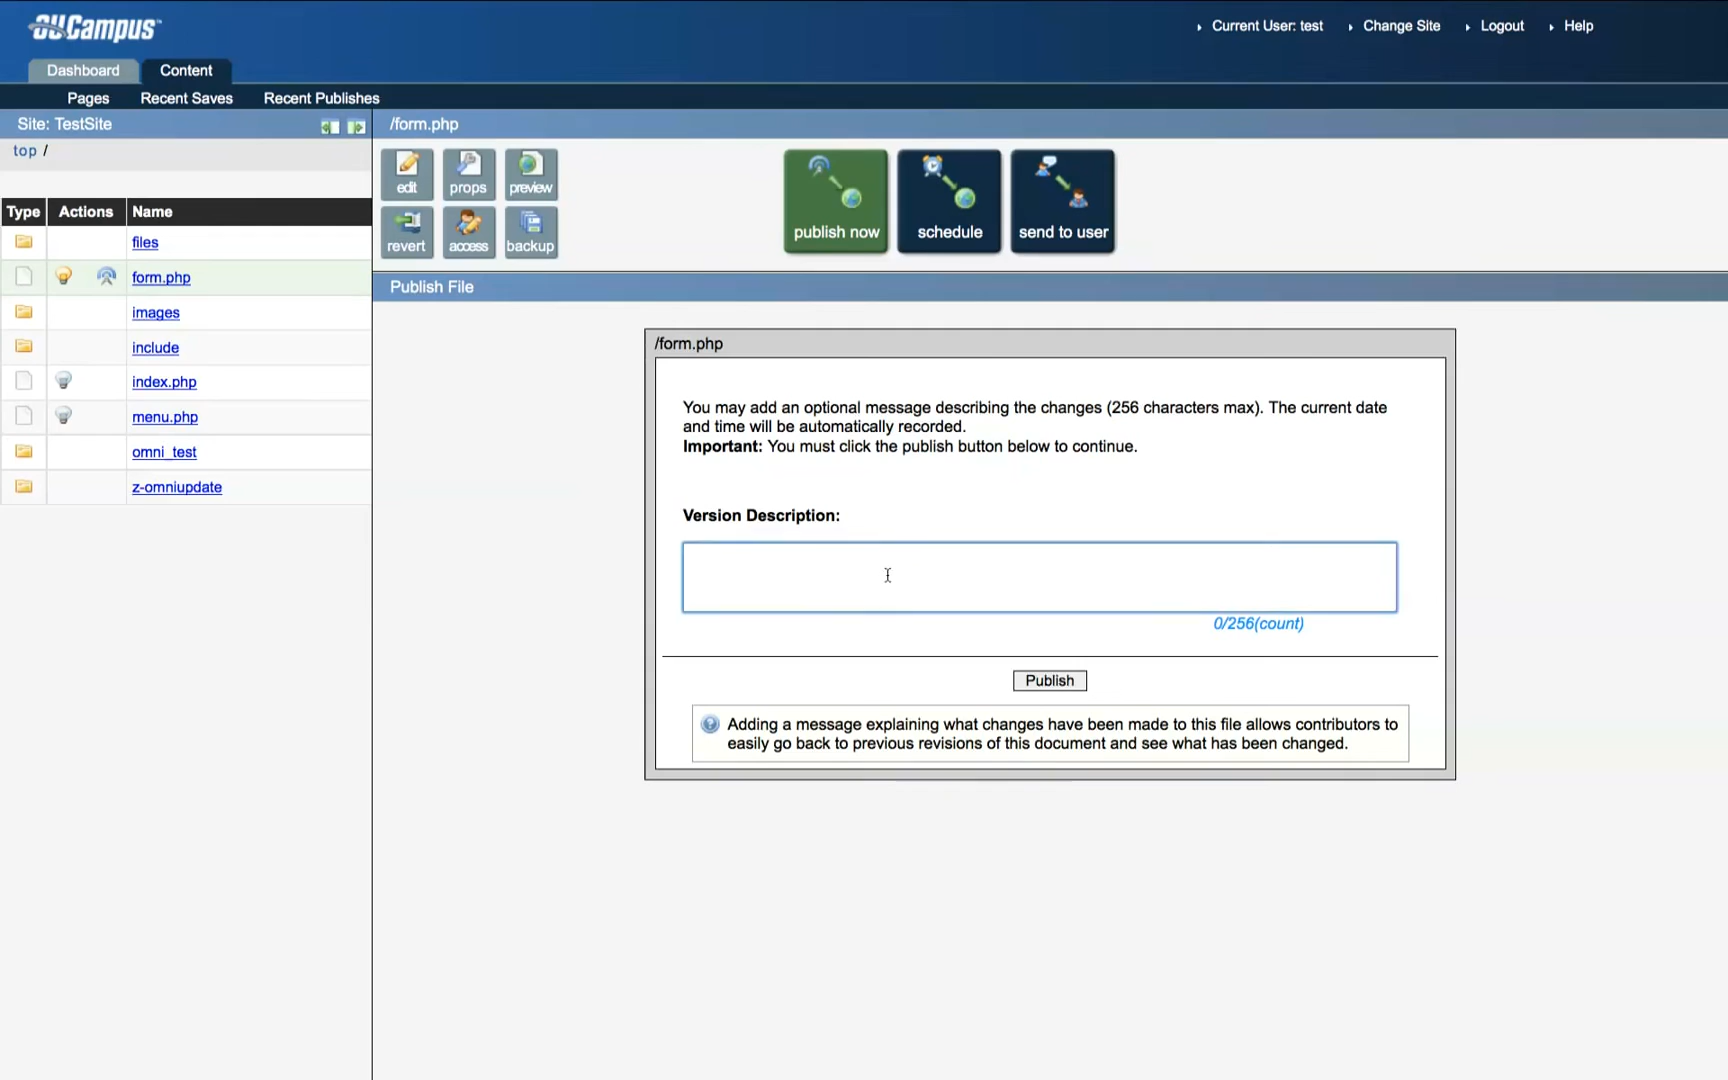 OUCampus™
Current User: test
Change Site
Logout
Help
Dashboard
Content
Pages
Recent Saves
Recent Publishes
Site: TestSite
/form.php
top /
edit
props
preview
revert
access
backup
publish now
schedule
send to user
Type
Actions
Name
files
form.php
images
include
index.php
menu.php
omni_test
z-omniupdate
Publish File
/form.php
You may add an optional message describing the changes (256 characters max). The current date
and time will be automatically recorded.
Important: You must click the publish button below to continue.
Version Description:
0/256(count)
Publish
Adding a message explaining what changes have been made to this file allows contributors to
easily go back to previous revisions of this document and see what has been changed.